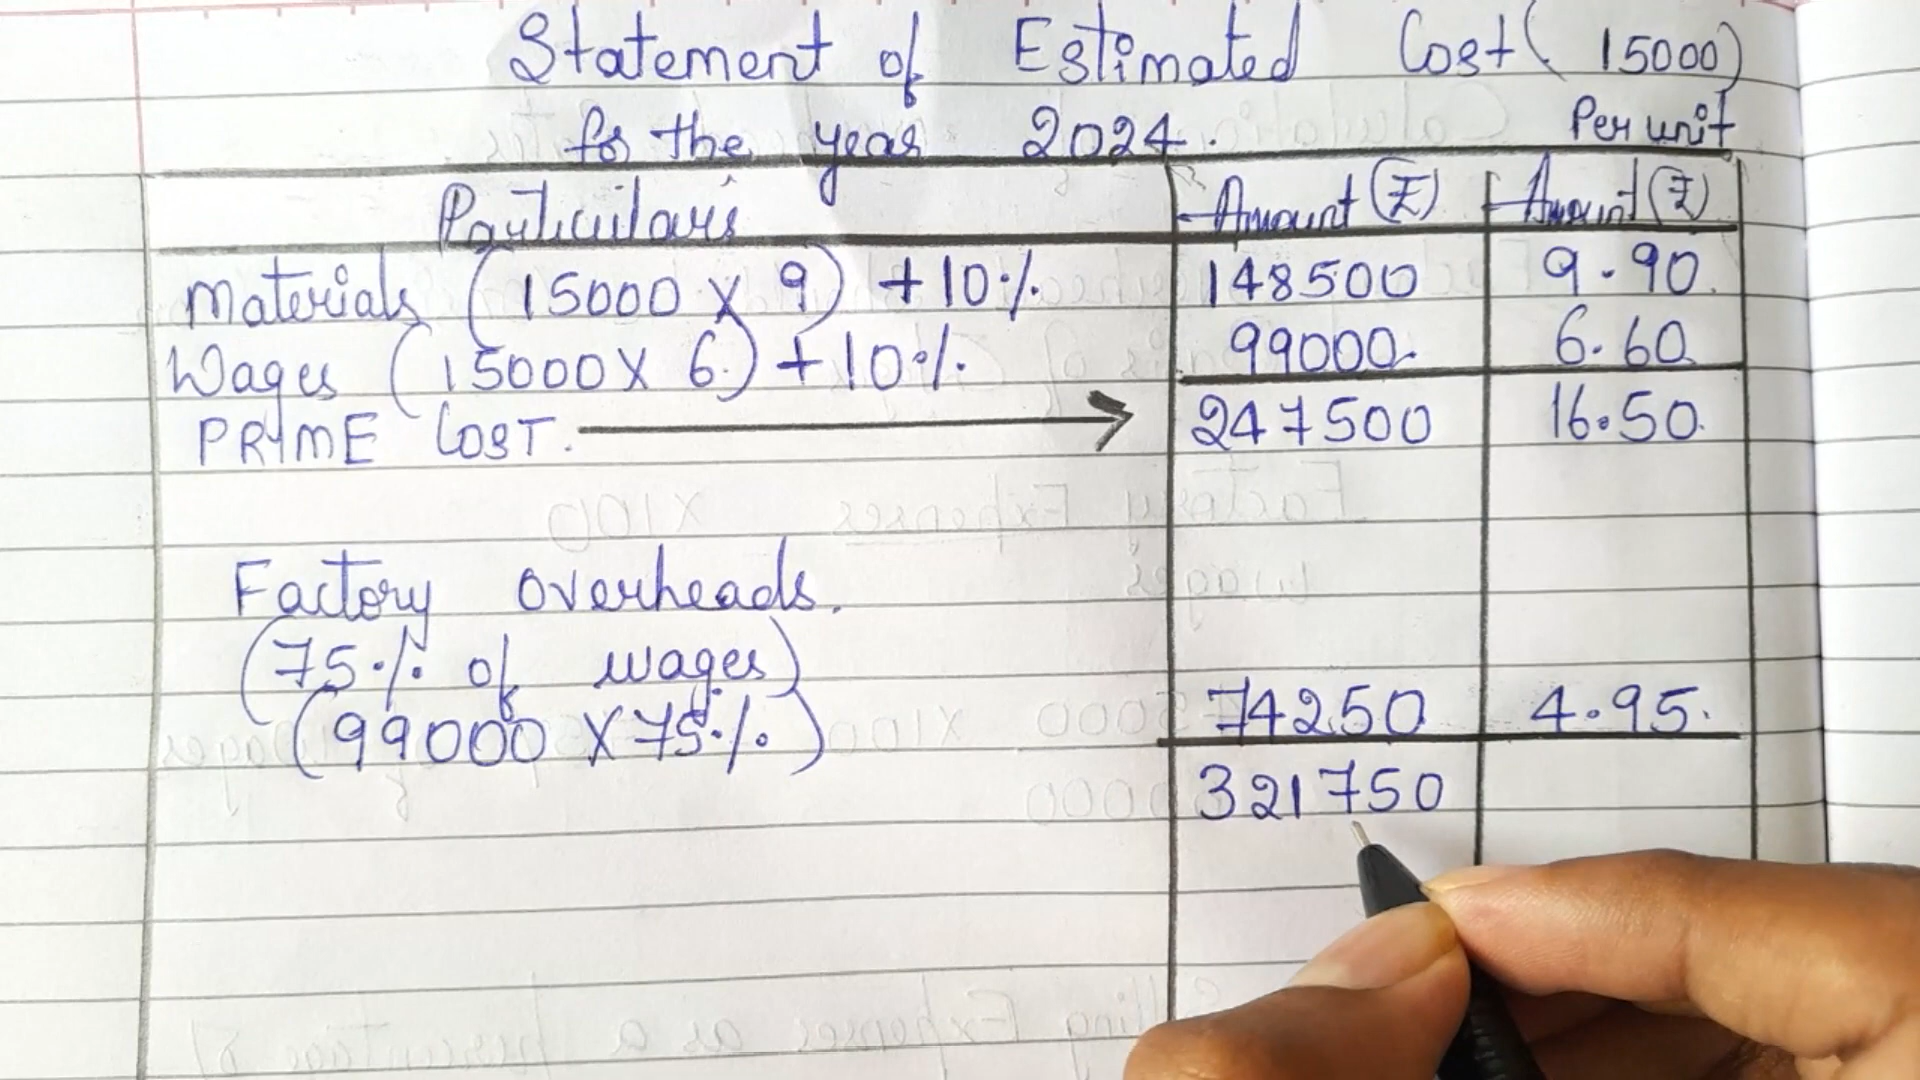 Statement of Estimated Cost (15000)
for the year 2024.
Per unit
Particulars Amount (₹) Amount (₹)
Materials (15000 X 9) + 10% 148500 9.90
Wages (15000 X 6) + 10% 99000 6.60
PRIME COST. 247500 16.50
Factory Overheads.
(75% of wages)
(99000 X 75%) 74250 4.95
321750